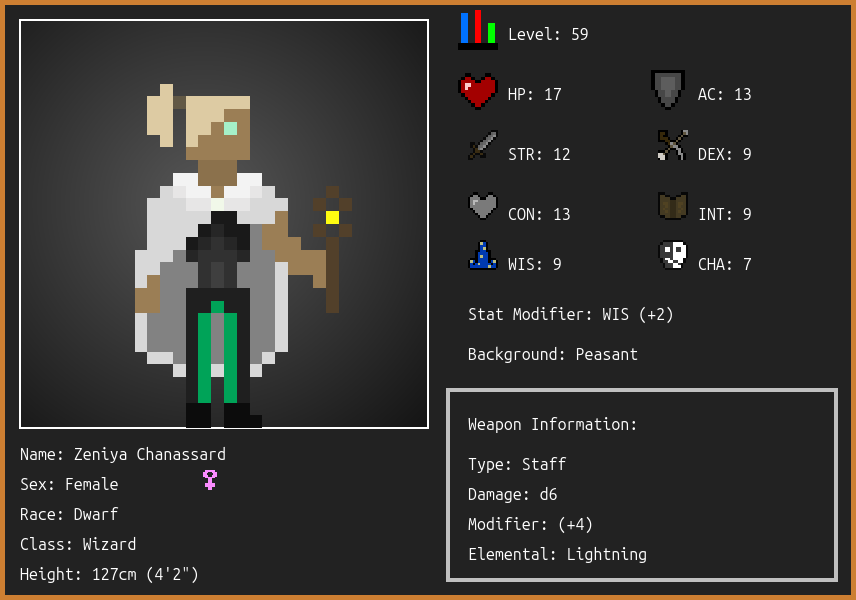 Level: 59
HP: 17
AC: 13
STR: 12
DEX: 9
CON: 13
INT: 9
WIS: 9
CHA: 7
Stat Modifier: WIS (+2)
Background: Peasant
Weapon Information:
Type: Staff
Damage: d6
Modifier: (+4)
Elemental: Lightning
Name: Zeniya Chanassard
Sex: Female
Race: Dwarf
Class: Wizard
Height: 127cm (4'2")